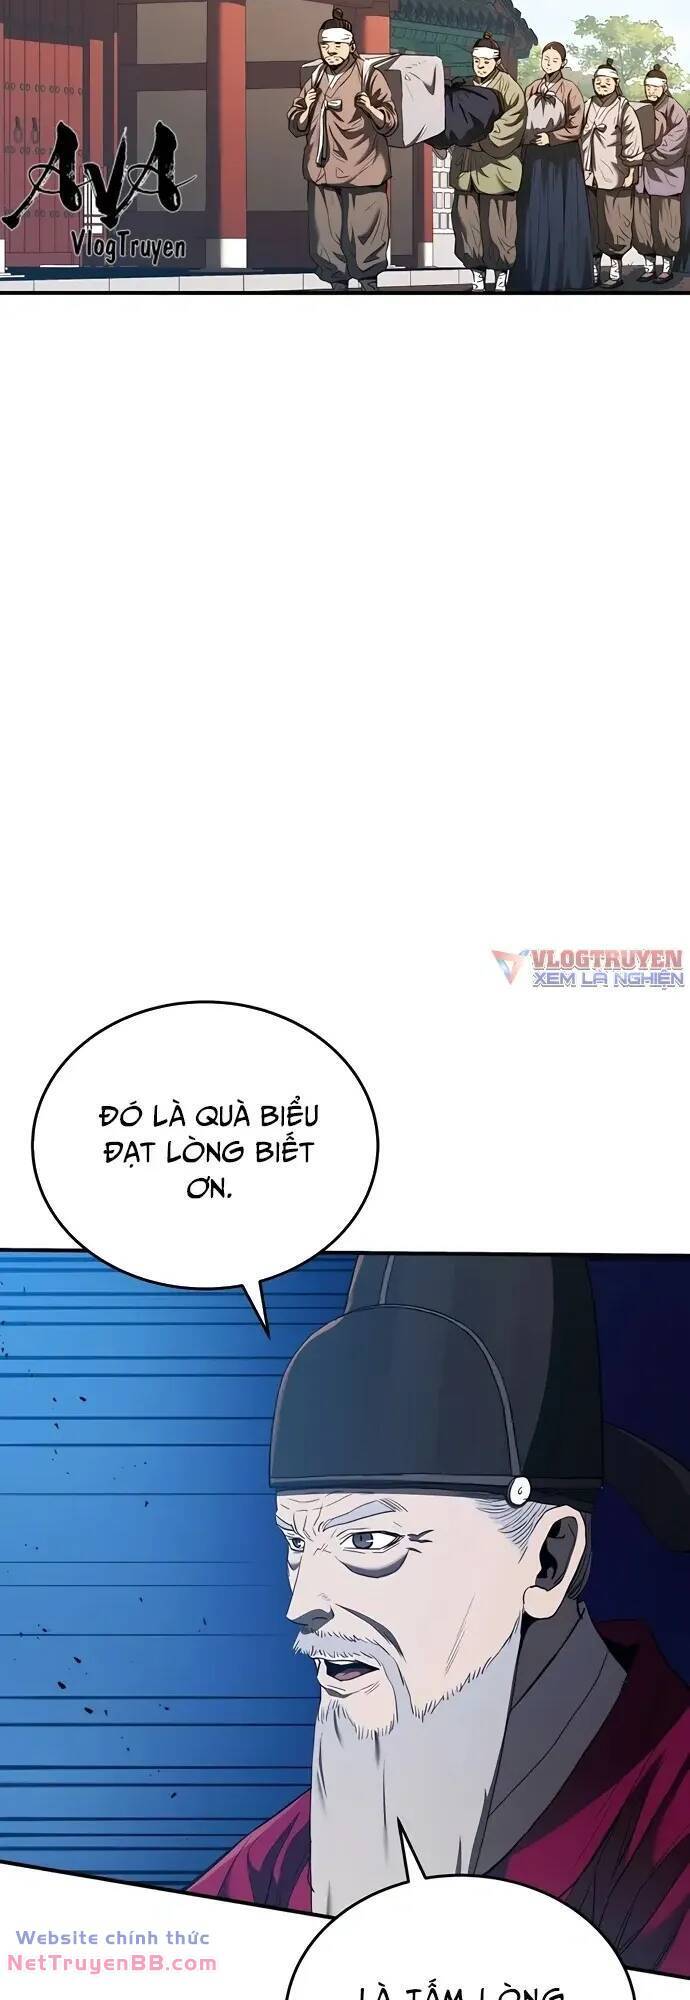 AVA
VlogTruyen
VLOGTRUYEN
XEM LÀ NGHIỆN
ĐÓ LÀ QUÀ BIỂU
ĐẠT LÒNG BIẾT
ƠN.
Website chính thức
NetTruyenBB.com
LÀ TẤM LÒNG